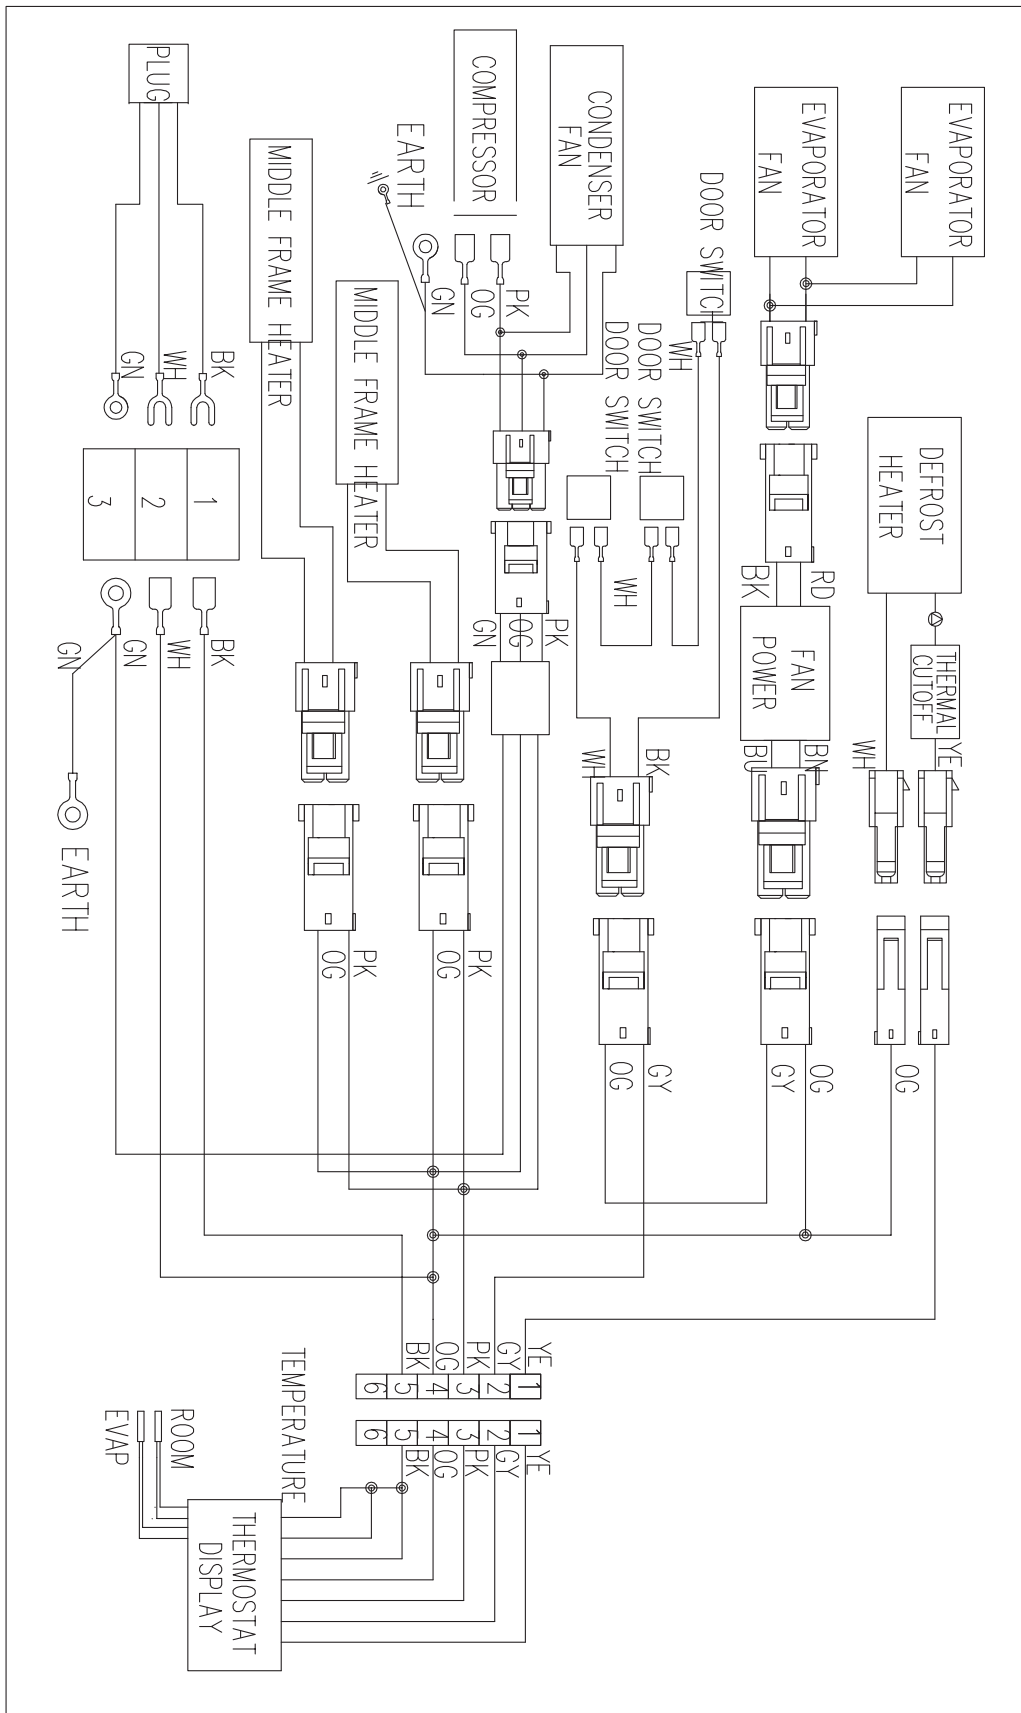 PLUG
GN
WH
BK
1
2
3
GN
GN
WH
BK
EARTH
MIDDLE FRAME HEATER
MIDDLE FRAME HEATER
OG
PK
OG
PK
EARTH
COMPRESSOR
GN
OG
PK
CONDENSER
FAN
GN
OG
PK
DOOR SWITCH
DOOR SWITCH
DOOR SWITCH
WH
WH
WH
BK
OG
GY
EVAPORATOR
FAN
EVAPORATOR
FAN
BK
RD
FAN
POWER
BU
BN
GY
OG
DEFROST
HEATER
THERMAL
CUTOFF
WH
YE
OG
YE
GY
PK
OG
BK
1
2
3
4
5
6
1
2
3
4
5
6
YE
GY
PK
OG
BK
TEMPERATURE
ROOM
EVAP
THERMOSTAT
DISPLAY